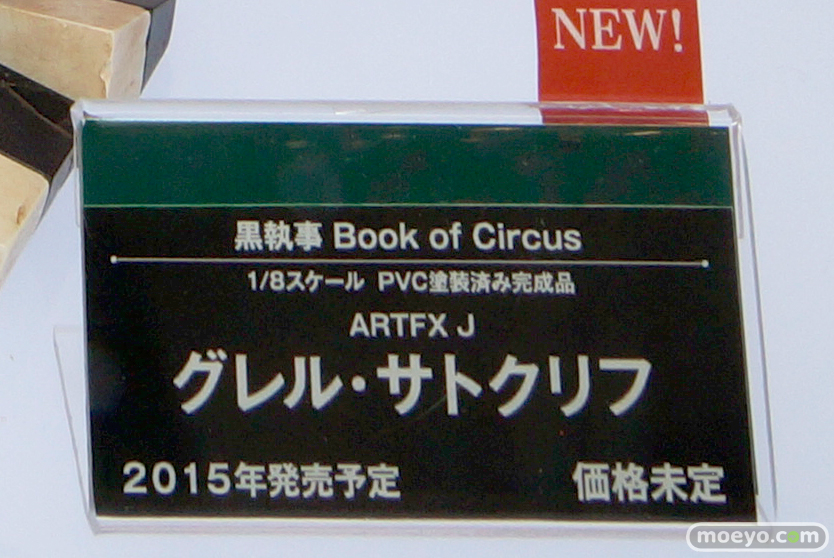 NEW!
黒執事 Book of Circus
1/8スケール PVC塗装済み完成品
ARTFX J
グレル・サトクリフ
2015年発売予定 価格未定
moeyo.com